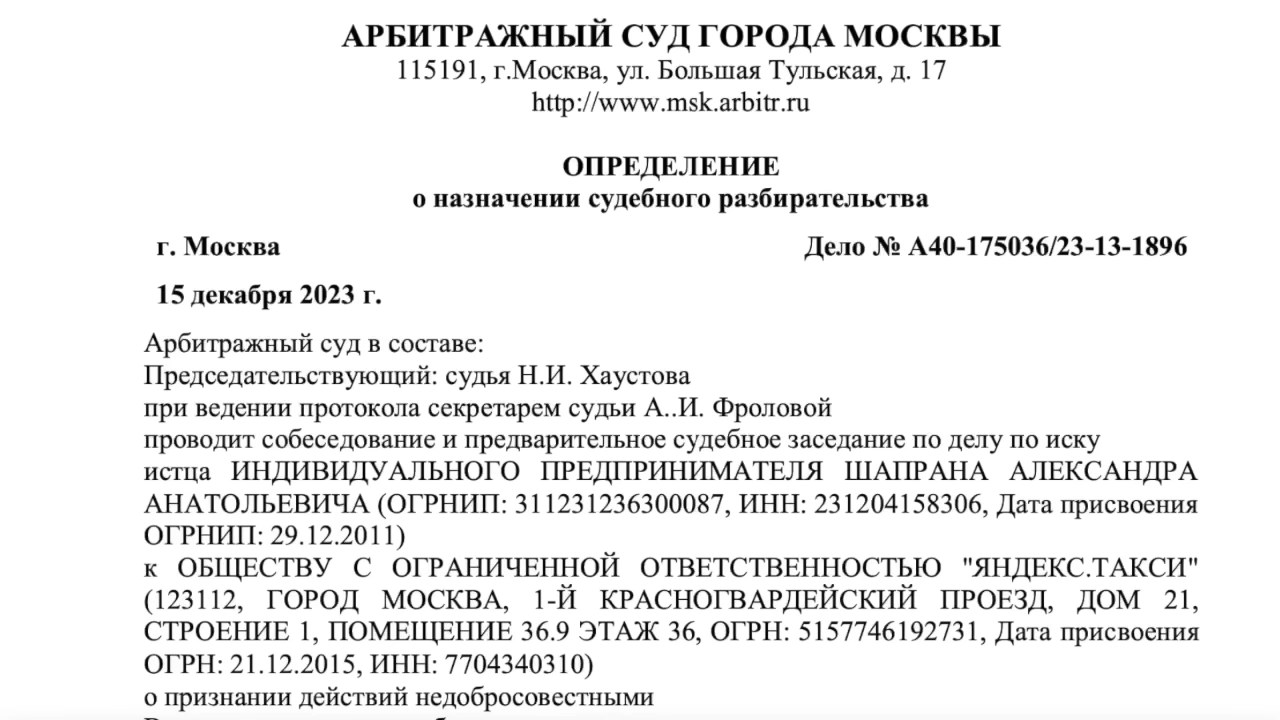 АРБИТРАЖНЫЙ СУД ГОРОДА МОСКВЫ
115191, г.Москва, ул. Большая Тульская, д. 17
http://www.msk.arbitr.ru
ОПРЕДЕЛЕНИЕ
о назначении судебного разбирательства
г. Москва Дело № А40-175036/23-13-1896
15 декабря 2023 г.
Арбитражный суд в составе:
Председательствующий: судья Н.И. Хаустова
при ведении протокола секретарем судьи А..И. Фроловой
проводит собеседование и предварительное судебное заседание по делу по иску
истца ИНДИВИДУАЛЬНОГО ПРЕДПРИНИМАТЕЛЯ ШАПРАНА АЛЕКСАНДРА
АНАТОЛЬЕВИЧА (ОГРНИП: 311231236300087, ИНН: 231204158306, Дата присвоения
ОГРНИП: 29.12.2011)
к ОБЩЕСТВУ С ОГРАНИЧЕННОЙ ОТВЕТСТВЕННОСТЬЮ "ЯНДЕКС.ТАКСИ"
(123112, ГОРОД МОСКВА, 1-Й КРАСНОГВАРДЕЙСКИЙ ПРОЕЗД, ДОМ 21,
СТРОЕНИЕ 1, ПОМЕЩЕНИЕ 36.9 ЭТАЖ 36, ОГРН: 5157746192731, Дата присвоения
ОГРН: 21.12.2015, ИНН: 7704340310)
о признании действий недобросовестными